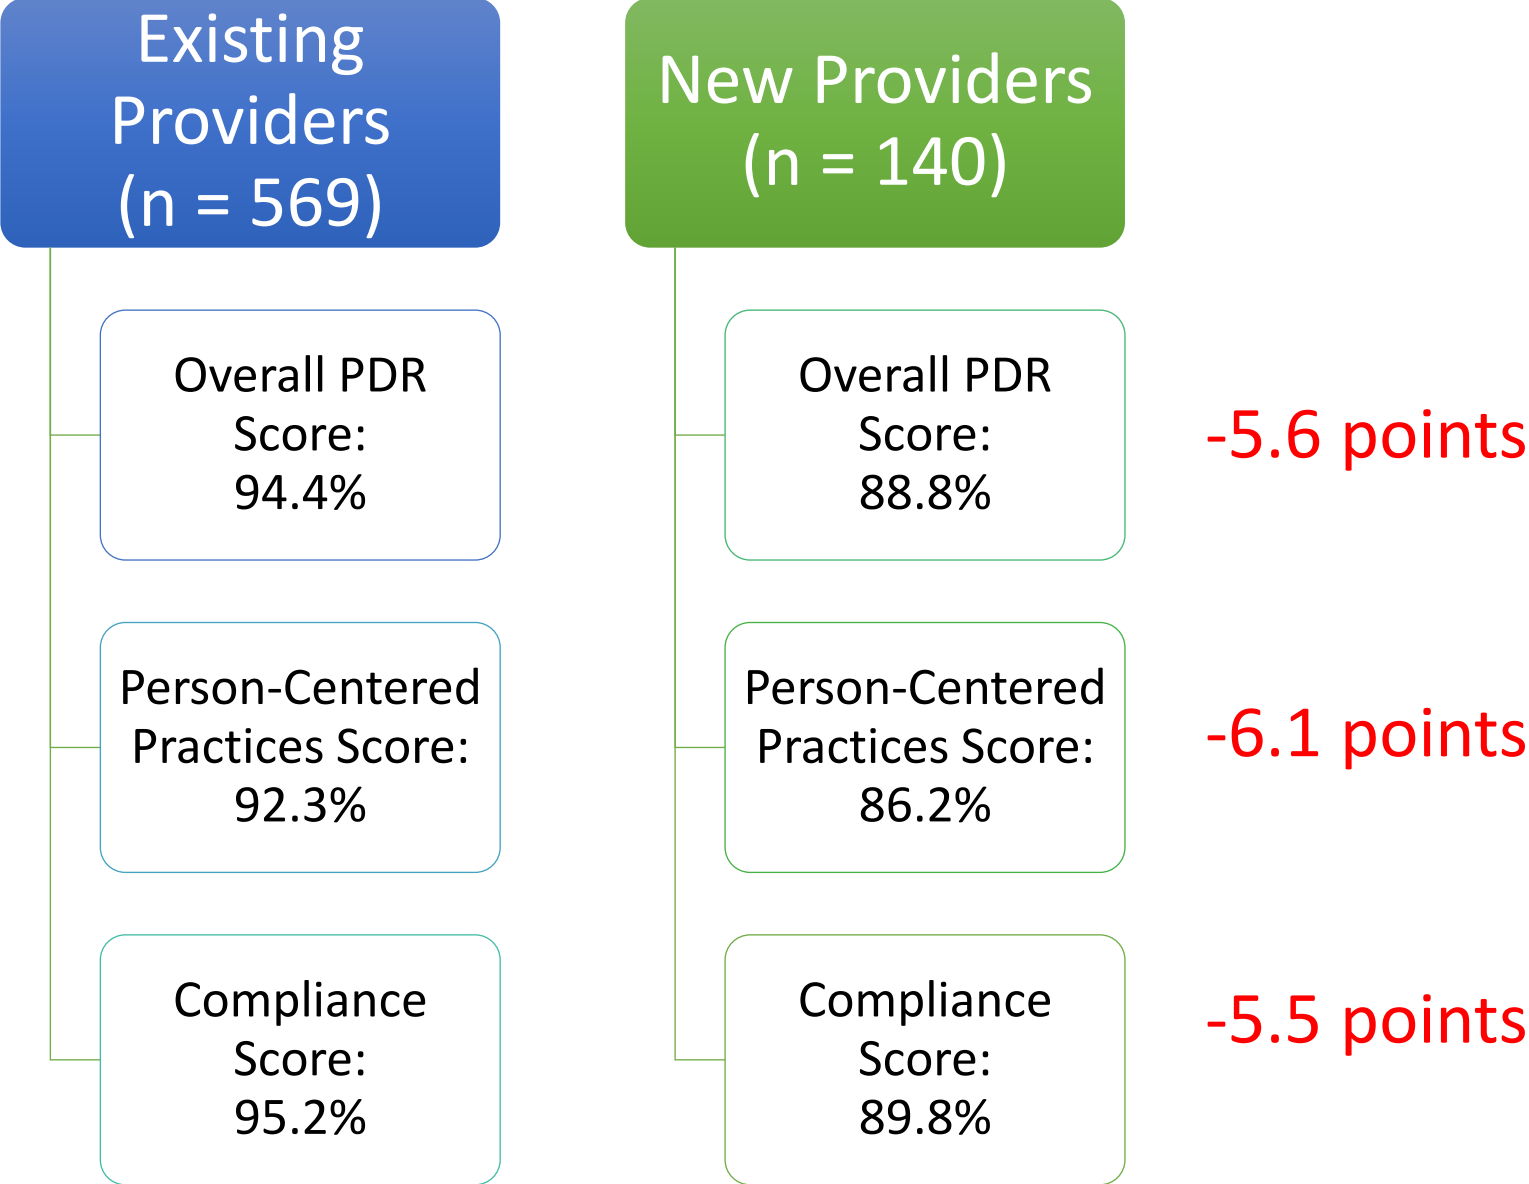 Existing
Providers
(n = 569)
Overall PDR
Score:
94.4%
Person-Centered
Practices Score:
92.3%
Compliance
Score:
95.2%
New Providers
(n = 140)
Overall PDR
Score:
88.8%
Person-Centered
Practices Score:
86.2%
Compliance
Score:
89.8%
-5.6 points
-6.1 points
-5.5 points